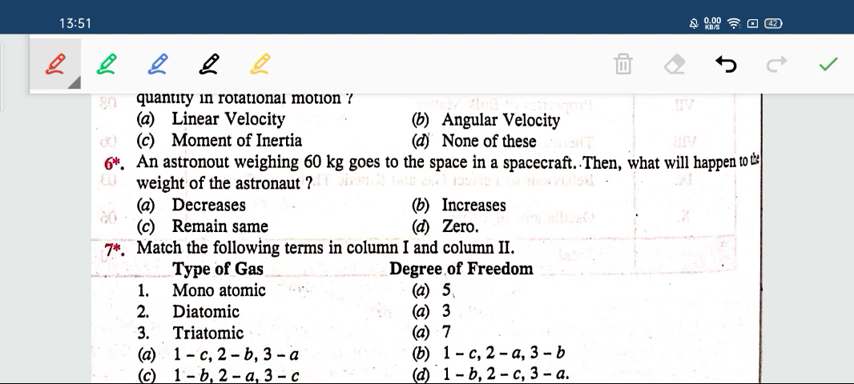 13:51
0.00
KB/S
42
quantity in rotational motion ?
(a) Linear Velocity (b) Angular Velocity
(c) Moment of Inertia (d) None of these
6*. An astronout weighing 60 kg goes to the space in a spacecraft. Then, what will happen to the
weight of the astronaut ?
(a) Decreases (b) Increases
(c) Remain same (d) Zero.
7*. Match the following terms in column I and column II.
Type of Gas Degree of Freedom
1. Mono atomic (a) 5
2. Diatomic (a) 3
3. Triatomic (a) 7
(a) 1 – c, 2 – b, 3 – a (b) 1 – c, 2 – a, 3 – b
(c) 1 – b, 2 – a, 3 – c (d) 1 – b, 2 – c, 3 – a.